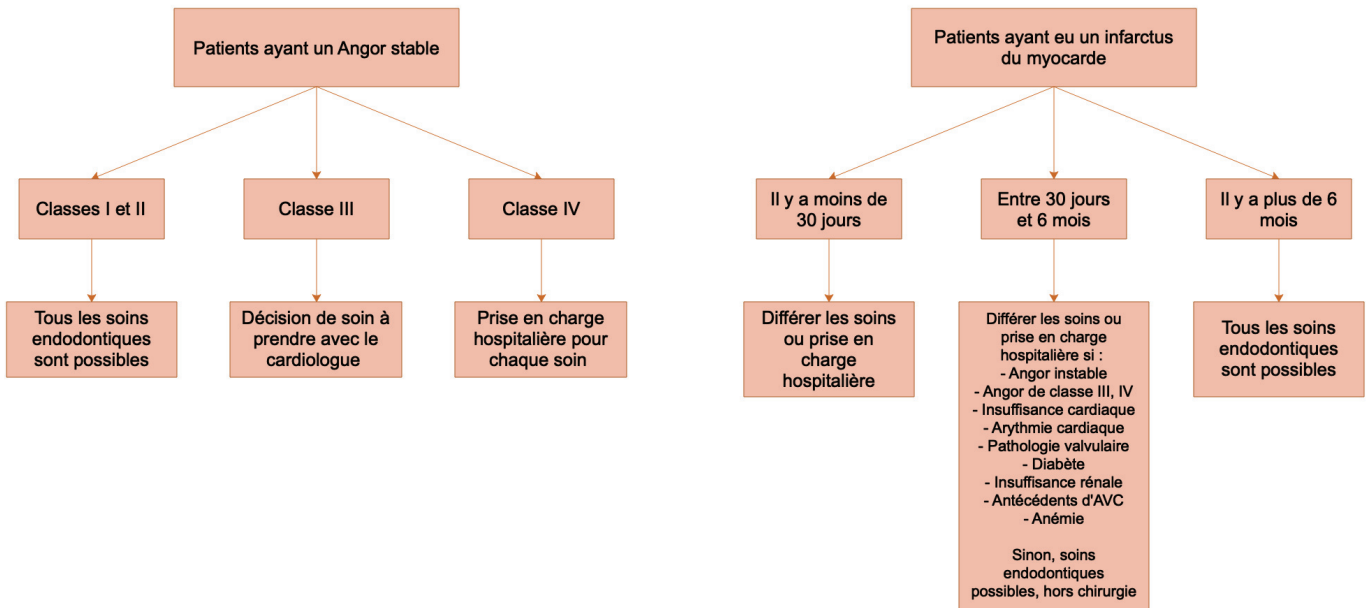 Patients ayant un Angor stable
Classes I et II
Classe III
Classe IV
Tous les soins
endodontiques
sont possibles
Décision de soin à
prendre avec le
cardiologue
Prise en charge
hospitalière pour
chaque soin
Patients ayant eu un infarctus
du myocarde
Il y a moins de
30 jours
Entre 30 jours
et 6 mois
Il y a plus de 6
mois
Différer les soins
ou prise en
charge
hospitalière
Différer les soins ou
prise en charge
hospitalière si :
- Angor instable
- Angor de classe III, IV
- Insuffisance cardiaque
- Arythmie cardiaque
- Pathologie valvulaire
- Diabète
- Insuffisance rénale
- Antécédents d'AVC
- Anémie
Sinon, soins
endodontiques
possibles, hors chirurgie
Tous les soins
endodontiques
sont possibles